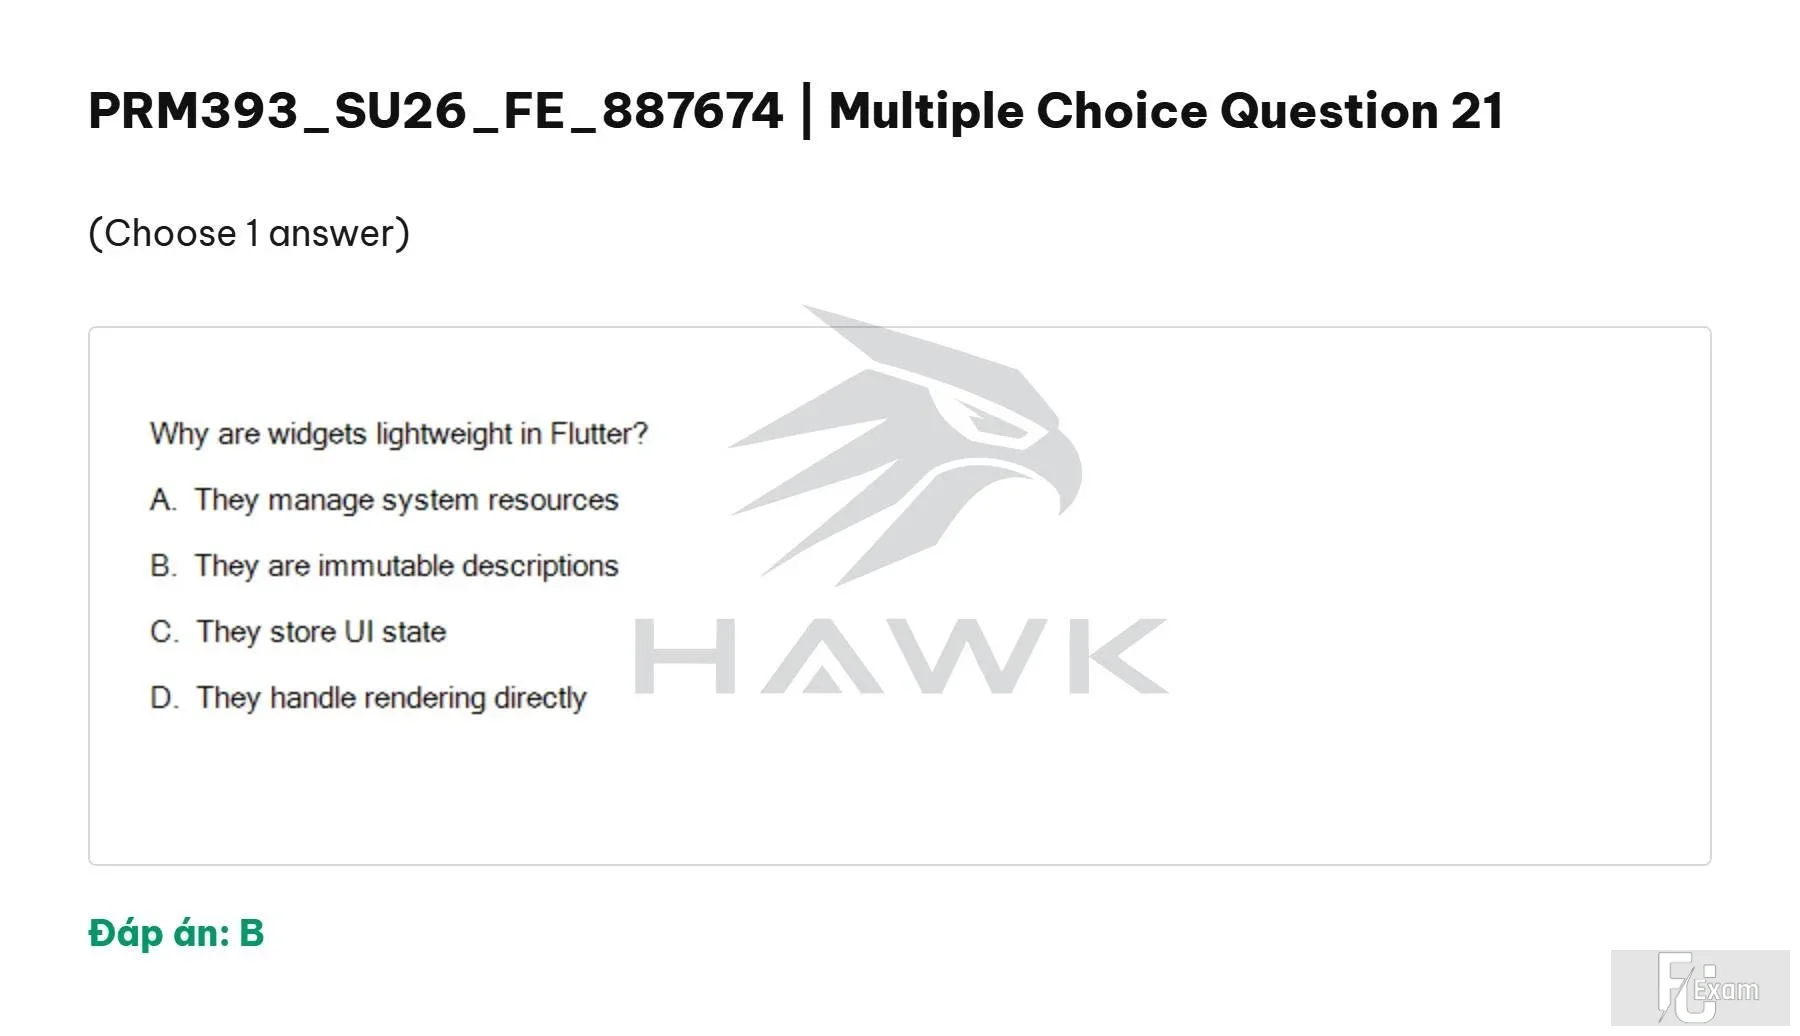 PRM393_SU26_FE_887674 | Multiple Choice Question 21
(Choose 1 answer)
Why are widgets lightweight in Flutter?
A. They manage system resources
B. They are immutable descriptions
C. They store UI state
D. They handle rendering directly
HAWK
Đáp án: B
FU Exam